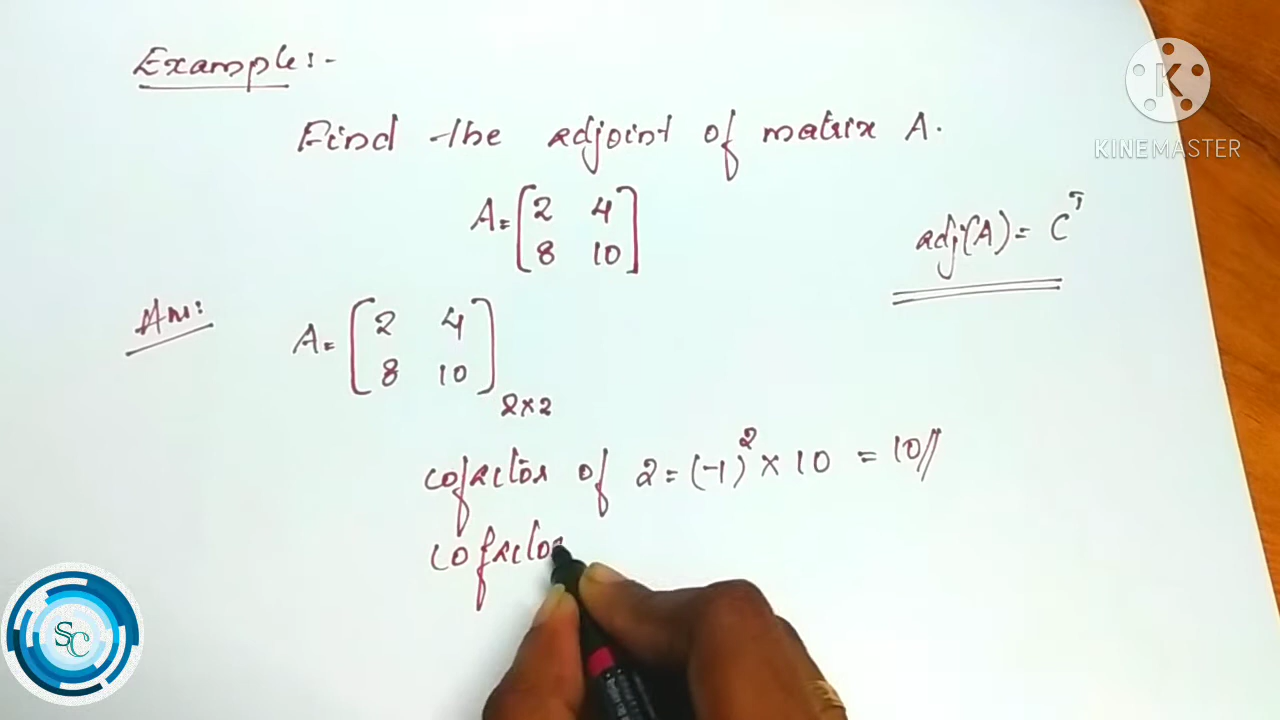 Example:-
Find the adjoint of matrix A.
A = [2 4
8 10]
adj(A) = C^T
Ans:
A = [2 4
8 10] 2×2
cofactor of 2 = (-1)^2 × 10 = 10//
cofactor
KINEMASTER
K
SC